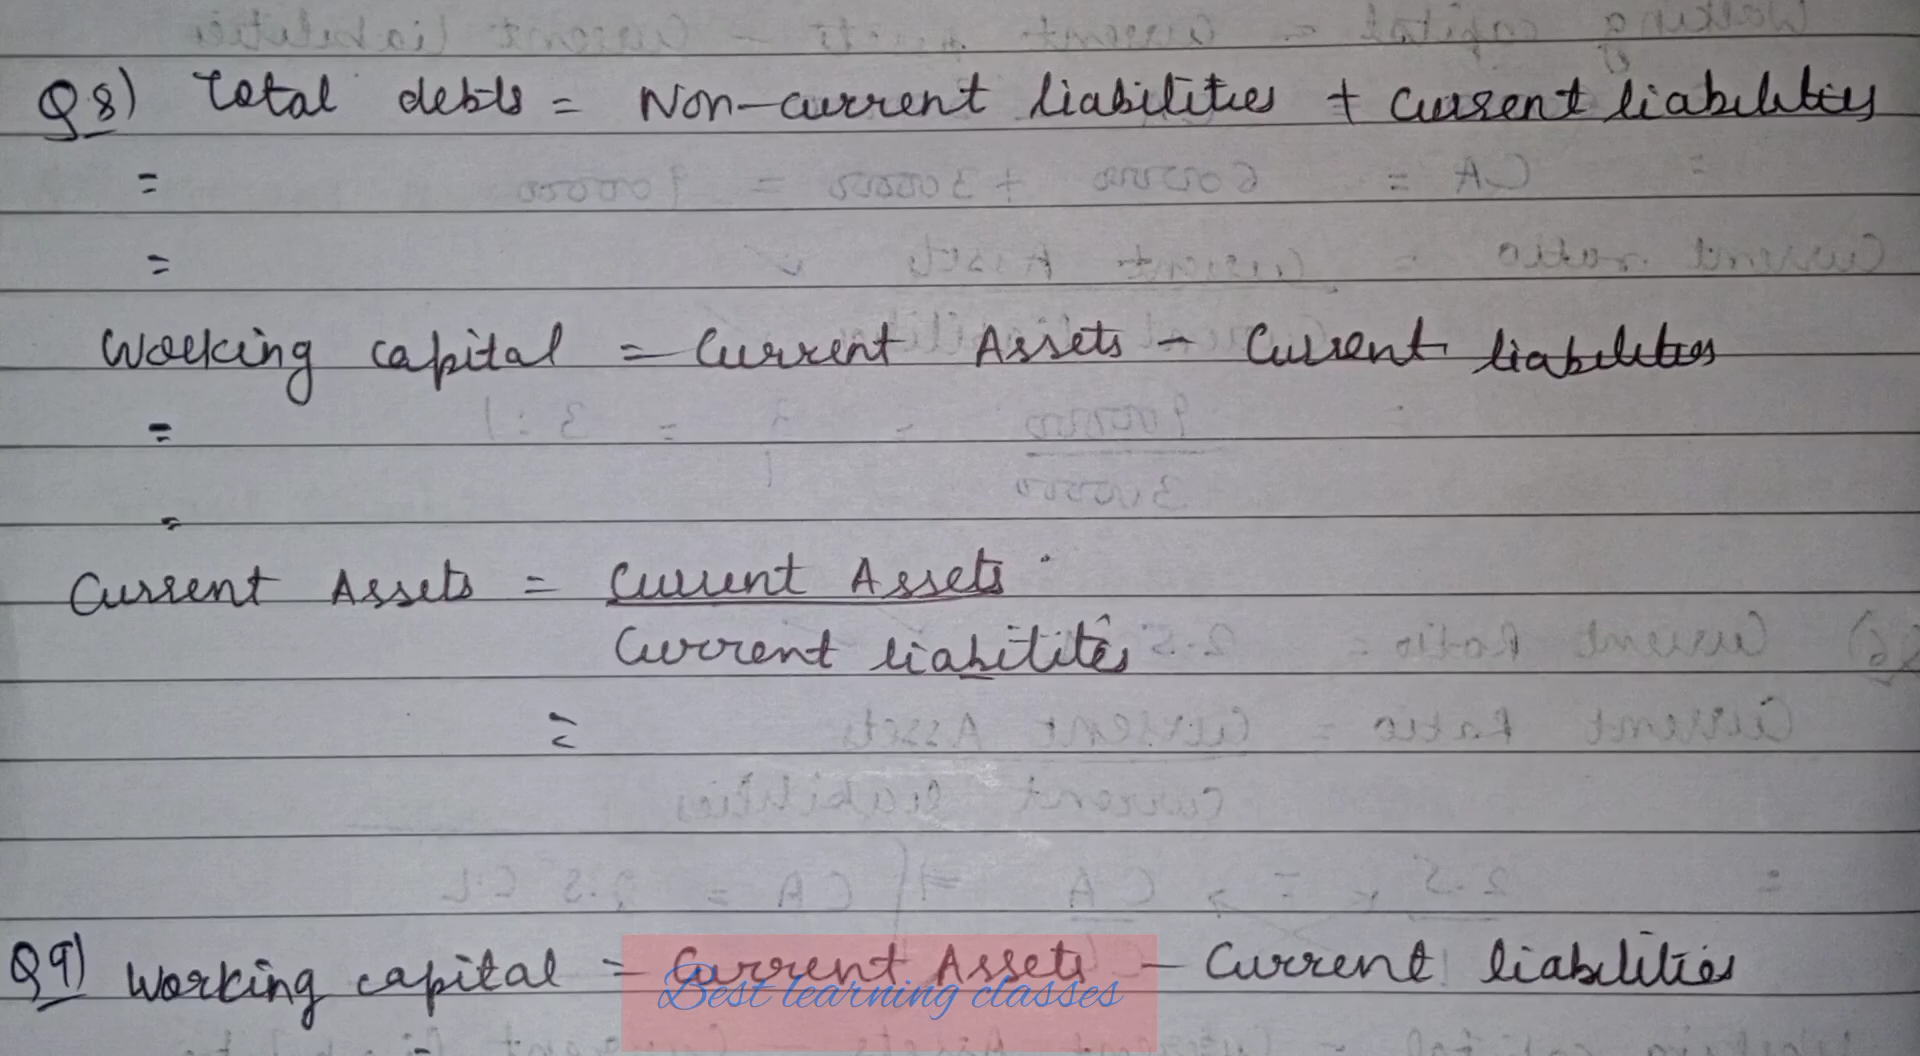 Q8) Total debts = Non-current liabilities + Current liabilities
=
=
Working capital = Current Assets - Current liabilities
=
=
Current Assets = Current Assets
Current liabilities
=
Q9) Working capital = Current Assets - Current liabilities
Best learning classes